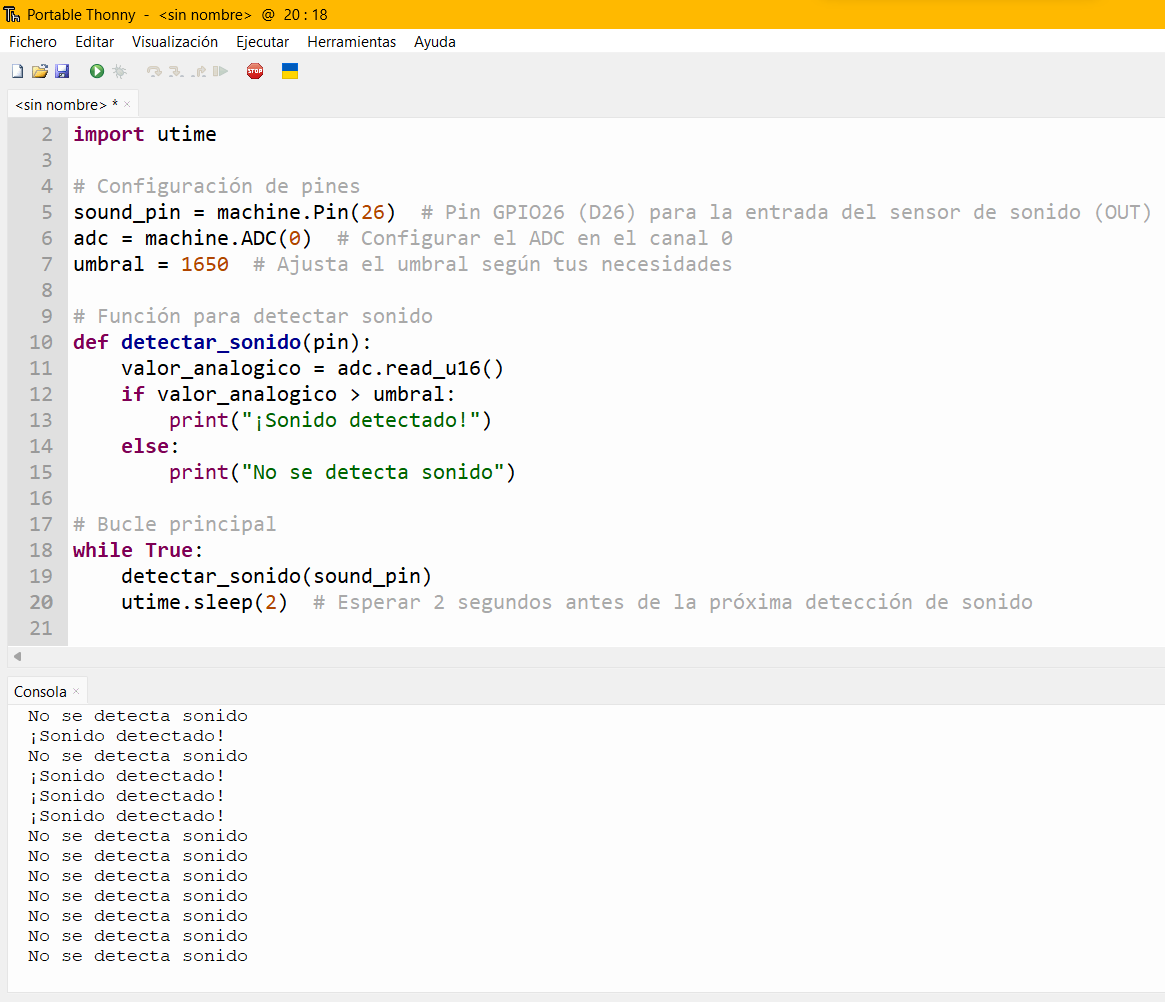 Portable Thonny - <sin nombre> @ 20 : 18
Fichero Editar Visualización Ejecutar Herramientas Ayuda
STOP
<sin nombre> * ×
2 import utime
3
4 # Configuración de pines
5 sound_pin = machine.Pin(26)  # Pin GPIO26 (D26) para la entrada del sensor de sonido (OUT)
6 adc = machine.ADC(0)  # Configurar el ADC en el canal 0
7 umbral = 1650  # Ajusta el umbral según tus necesidades
8
9 # Función para detectar sonido
10 def detectar_sonido(pin):
11     valor_analogico = adc.read_u16()
12     if valor_analogico > umbral:
13         print("¡Sonido detectado!")
14     else:
15         print("No se detecta sonido")
16
17 # Bucle principal
18 while True:
19     detectar_sonido(sound_pin)
20     utime.sleep(2)  # Esperar 2 segundos antes de la próxima detección de sonido
21
Consola ×
No se detecta sonido
¡Sonido detectado!
No se detecta sonido
¡Sonido detectado!
¡Sonido detectado!
¡Sonido detectado!
No se detecta sonido
No se detecta sonido
No se detecta sonido
No se detecta sonido
No se detecta sonido
No se detecta sonido
No se detecta sonido